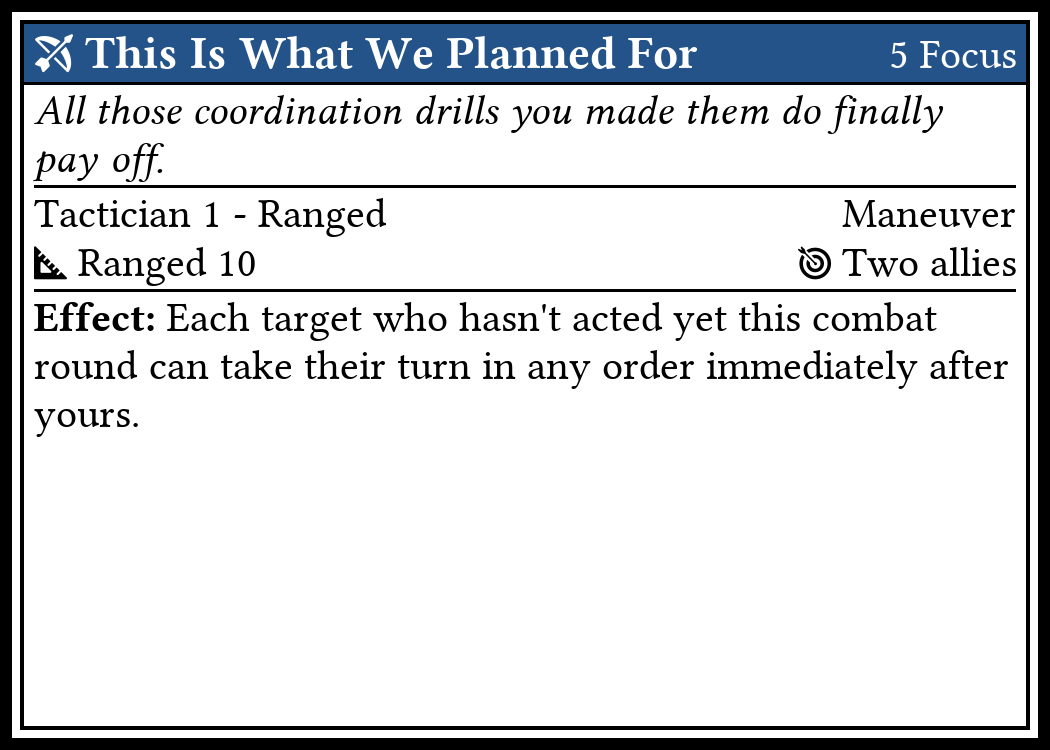 This Is What We Planned For 5 Focus
All those coordination drills you made them do finally
pay off.
Tactician 1 - Ranged Maneuver
Ranged 10 Two allies
Effect: Each target who hasn't acted yet this combat
round can take their turn in any order immediately after
yours.